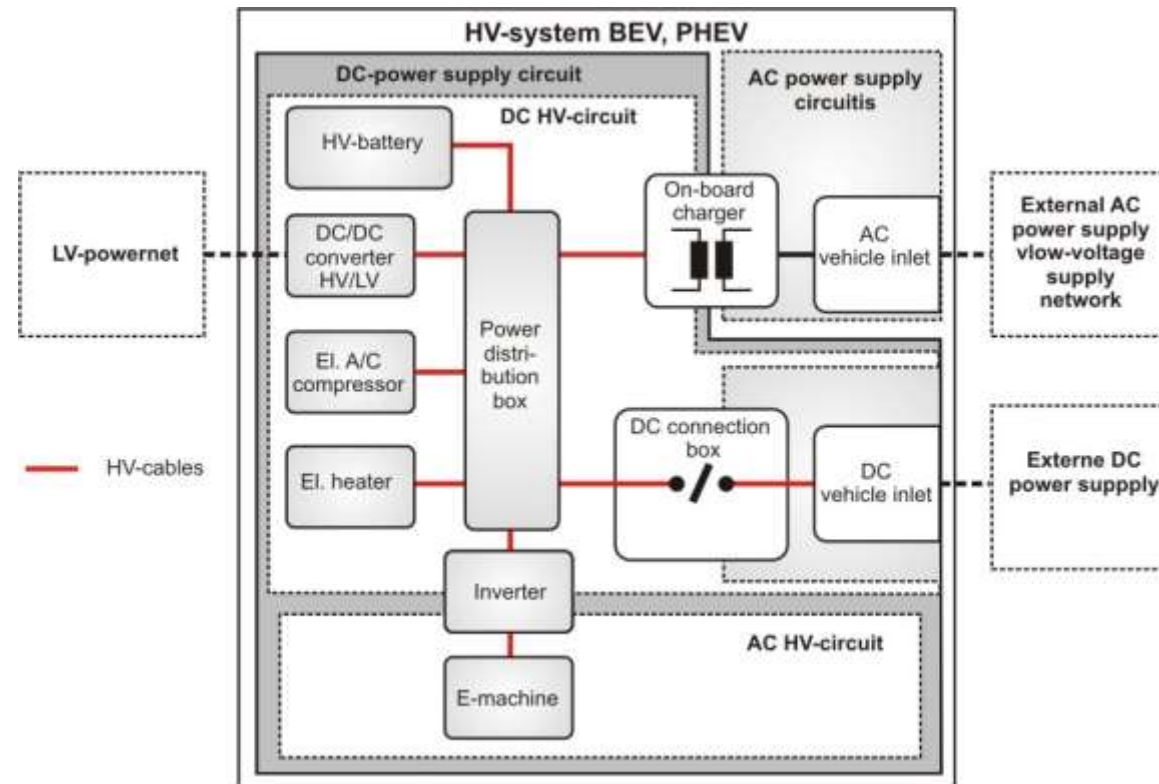 HV-system BEV, PHEV
DC-power supply circuit
AC power supply
circuitis
DC HV-circuit
HV-battery
On-board
charger
LV-powernet
DC/DC
converter
HV/LV
AC
vehicle inlet
External AC
power supply
vlow-voltage
supply
network
Power
distri-
bution
box
El. A/C
compressor
DC connection
box
HV-cables
El. heater
DC
vehicle inlet
Externe DC
power suppply
Inverter
AC HV-circuit
E-machine